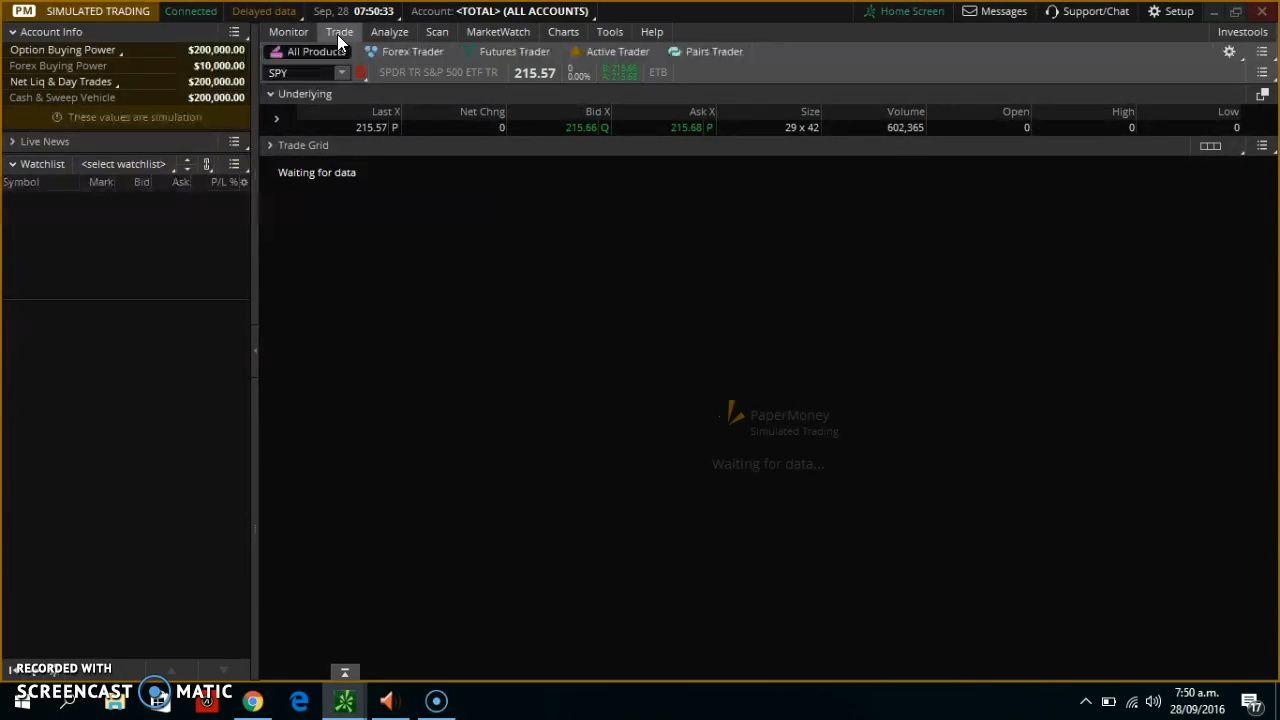 PM SIMULATED TRADING Connected Delayed data Sep, 28 07:50:33 Account: <TOTAL> (ALL ACCOUNTS) Home Screen Messages Support/Chat Setup
Account Info Monitor Trade Analyze Scan MarketWatch Charts Tools Help Investools
Option Buying Power $200,000.00
Forex Buying Power $10,000.00
Net Liq & Day Trades $200,000.00
Cash & Sweep Vehicle $200,000.00
These values are simulation
Live News
Watchlist <select watchlist>
Symbol Mark Bid Ask P/L %
All Products Forex Trader Futures Trader Active Trader Pairs Trader
SPY SPDR TR S&P 500 ETF TR 215.57 0 0.00% B: 215.66 A: 215.68 ETB
Underlying
Last X Net Chng Bid X Ask X Size Volume Open High Low
215.57 P 0 215.66 Q 215.68 P 29 x 42 602,365 0 0 0
Trade Grid
Waiting for data
PaperMoney
Simulated Trading
Waiting for data...
RECORDED WITH
SCREENCAST MATIC
7:50 a.m.
28/09/2016
17